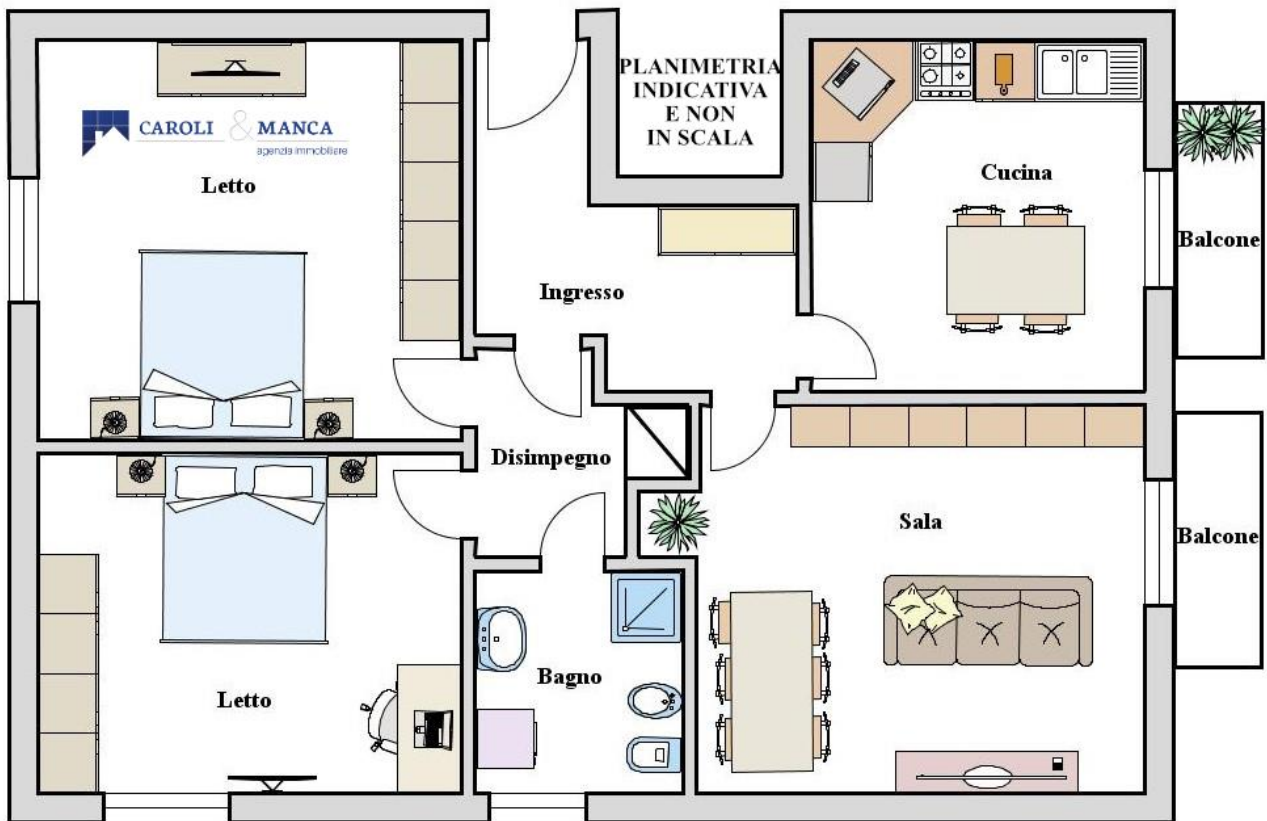 PLANIMETRIA
INDICATIVA
E NON
IN SCALA
CAROLI & MANCA
agenzia immobiliare
Letto
Cucina
Balcone
Ingresso
Disimpegno
Sala
Balcone
Bagno
Letto